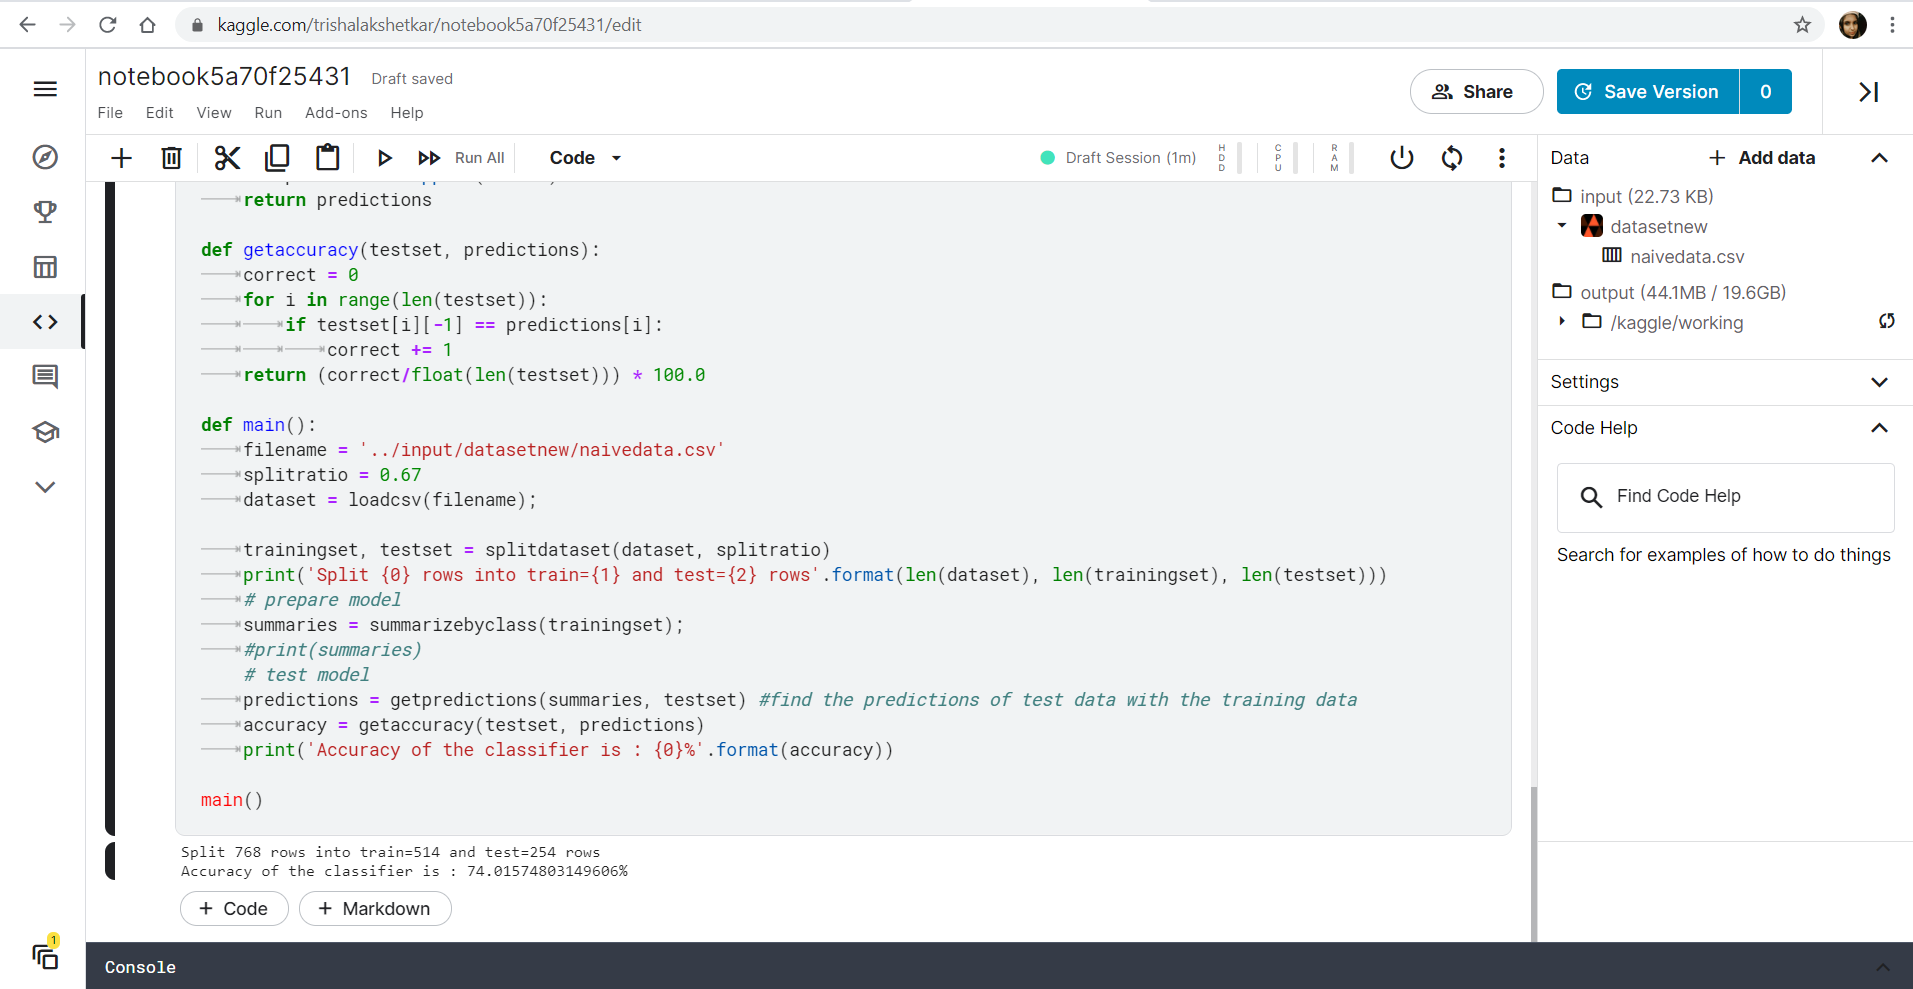 kaggle.com/trishalakshetkar/notebook5a70f25431/edit
notebook5a70f25431 Draft saved
File Edit View Run Add-ons Help
Share
Save Version 0
Run All
Code
Draft Session (1m)
HDD
CPU
RAM
return predictions
def getaccuracy(testset, predictions):
correct = 0
for i in range(len(testset)):
if testset[i][-1] == predictions[i]:
correct += 1
return (correct/float(len(testset))) * 100.0
def main():
filename = '../input/datasetnew/naivedata.csv'
splitratio = 0.67
dataset = loadcsv(filename);
trainingset, testset = splitdataset(dataset, splitratio)
print('Split {0} rows into train={1} and test={2} rows'.format(len(dataset), len(trainingset), len(testset)))
# prepare model
summaries = summarizebyclass(trainingset);
#print(summaries)
# test model
predictions = getpredictions(summaries, testset) #find the predictions of test data with the training data
accuracy = getaccuracy(testset, predictions)
print('Accuracy of the classifier is : {0}%'.format(accuracy))
main()
Split 768 rows into train=514 and test=254 rows
Accuracy of the classifier is : 74.01574803149606%
+ Code
+ Markdown
Data
+ Add data
input (22.73 KB)
datasetnew
naivedata.csv
output (44.1MB / 19.6GB)
/kaggle/working
Settings
Code Help
Find Code Help
Search for examples of how to do things
1
Console